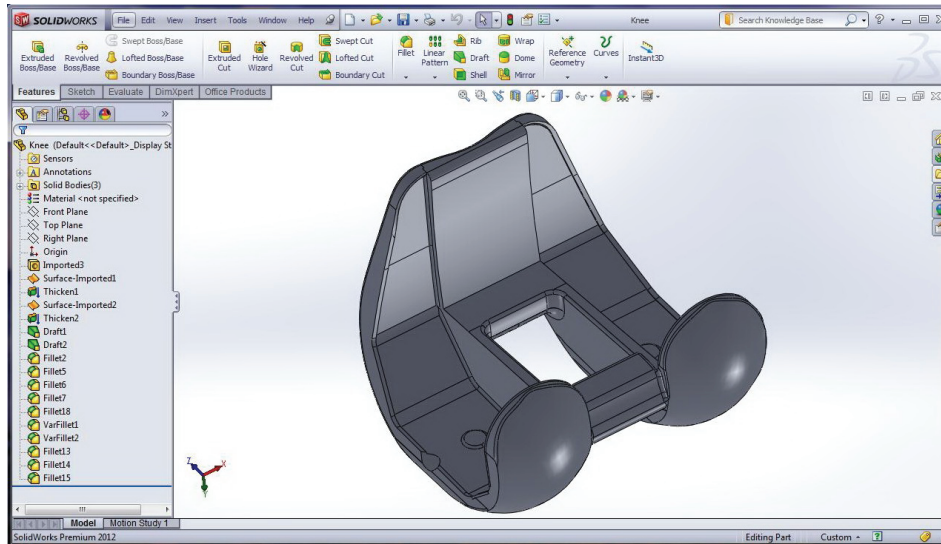 SOLIDWORKS File Edit View Insert Tools Window Help Knee Search Knowledge Base
Extruded Boss/Base
Revolved Boss/Base
Swept Boss/Base
Lofted Boss/Base
Boundary Boss/Base
Extruded Cut
Hole Wizard
Revolved Cut
Swept Cut
Lofted Cut
Boundary Cut
Fillet
Linear Pattern
Rib
Draft
Shell
Wrap
Dome
Mirror
Reference Geometry
Curves
Instant3D
Features Sketch Evaluate DimXpert Office Products
Knee (Default<<Default>_Display St
Sensors
Annotations
Solid Bodies(3)
Material <not specified>
Front Plane
Top Plane
Right Plane
Origin
Imported3
Surface-Imported1
Thicken1
Surface-Imported2
Thicken2
Draft1
Draft2
Fillet2
Fillet5
Fillet6
Fillet7
Fillet18
VarFillet1
VarFillet2
Fillet13
Fillet14
Fillet15
Z X Y
Model Motion Study 1
SolidWorks Premium 2012 Editing Part Custom